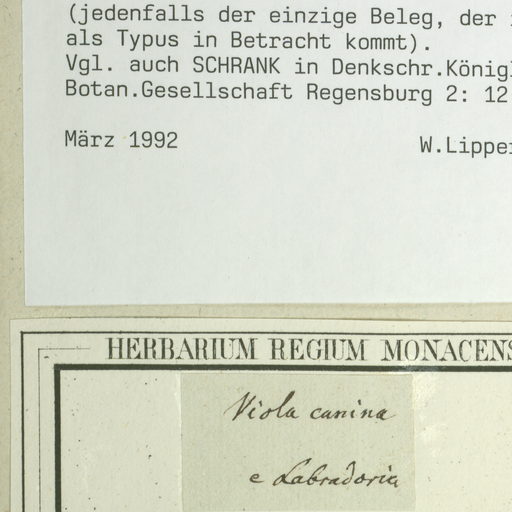 (jedenfalls der einzige Beleg, der
als Typus in Betracht kommt).
Vgl. auch SCHRANK in Denkschr.Königl
Botan.Gesellschaft Regensburg 2: 12
März 1992 W.Lipper
HERBARIUM REGIUM MONACENS
Viola canina
e Labradoria